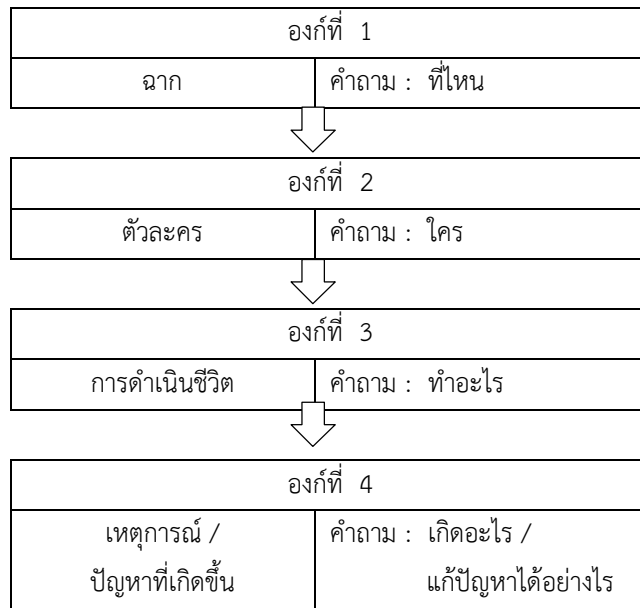 องก์ที่ 1
ฉาก คำถาม : ที่ไหน
องก์ที่ 2
ตัวละคร คำถาม : ใคร
องก์ที่ 3
การดำเนินชีวิต คำถาม : ทำอะไร
องก์ที่ 4
เหตุการณ์ / คำถาม : เกิดอะไร /
ปัญหาที่เกิดขึ้น แก้ปัญหาได้อย่างไร